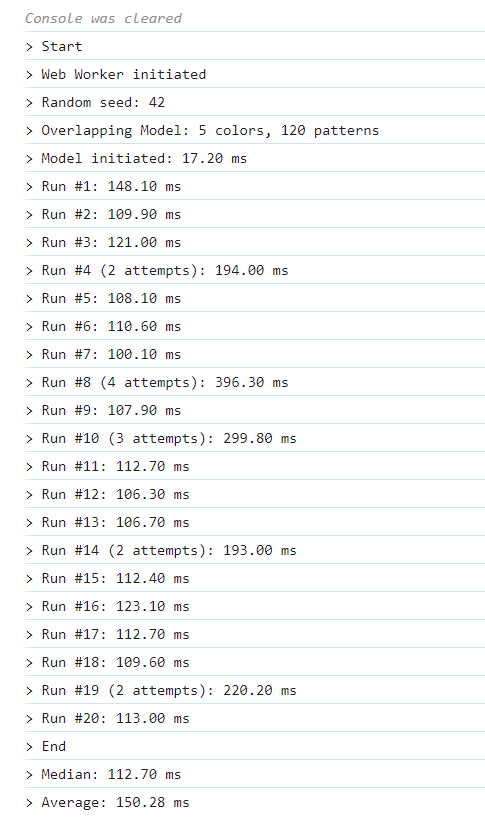 Console was cleared
> Start
> Web Worker initiated
> Random seed: 42
> Overlapping Model: 5 colors, 120 patterns
> Model initiated: 17.20 ms
> Run #1: 148.10 ms
> Run #2: 109.90 ms
> Run #3: 121.00 ms
> Run #4 (2 attempts): 194.00 ms
> Run #5: 108.10 ms
> Run #6: 110.60 ms
> Run #7: 100.10 ms
> Run #8 (4 attempts): 396.30 ms
> Run #9: 107.90 ms
> Run #10 (3 attempts): 299.80 ms
> Run #11: 112.70 ms
> Run #12: 106.30 ms
> Run #13: 106.70 ms
> Run #14 (2 attempts): 193.00 ms
> Run #15: 112.40 ms
> Run #16: 123.10 ms
> Run #17: 112.70 ms
> Run #18: 109.60 ms
> Run #19 (2 attempts): 220.20 ms
> Run #20: 113.00 ms
> End
> Median: 112.70 ms
> Average: 150.28 ms